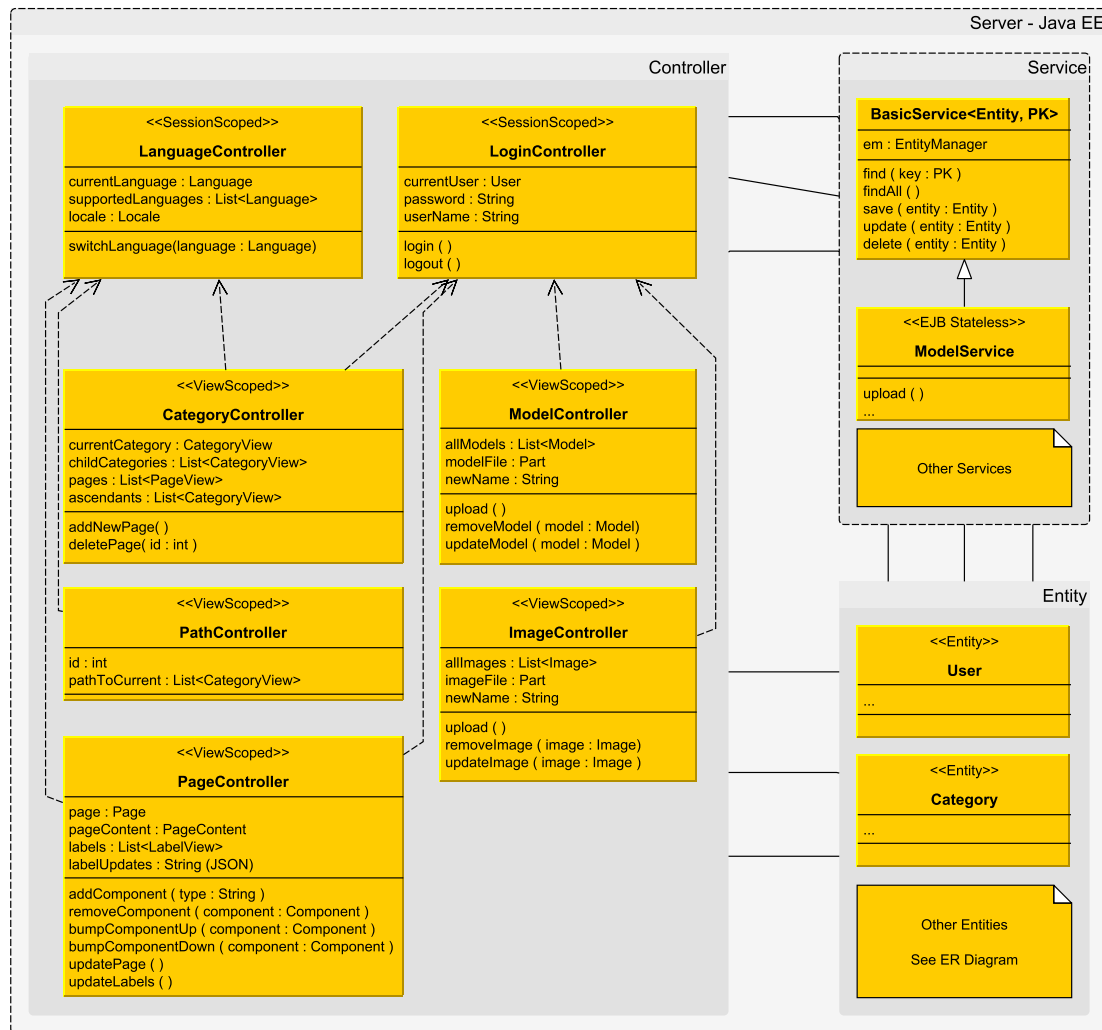 Server - Java EE
Controller
<<SessionScoped>>
LanguageController
currentLanguage : Language
supportedLanguages : List<Language>
locale : Locale
switchLanguage(language : Language)
<<SessionScoped>>
LoginController
currentUser : User
password : String
userName : String
login ( )
logout ( )
<<ViewScoped>>
CategoryController
currentCategory : CategoryView
childCategories : List<CategoryView>
pages : List<PageView>
ascendants : List<CategoryView>
addNewPage( )
deletePage( id : int )
<<ViewScoped>>
ModelController
allModels : List<Model>
modelFile : Part
newName : String
upload ( )
removeModel ( model : Model)
updateModel ( model : Model )
<<ViewScoped>>
PathController
id : int
pathToCurrent : List<CategoryView>
<<ViewScoped>>
ImageController
allImages : List<Image>
imageFile : Part
newName : String
upload ( )
removeImage ( image : Image)
updateImage ( image : Image )
<<ViewScoped>>
PageController
page : Page
pageContent : PageContent
labels : List<LabelView>
labelUpdates : String (JSON)
addComponent ( type : String )
removeComponent ( component : Component )
bumpComponentUp ( component : Component )
bumpComponentDown ( component : Component )
updatePage ( )
updateLabels ( )
Service
BasicService<Entity, PK>
em : EntityManager
find ( key : PK )
findAll ( )
save ( entity : Entity )
update ( entity : Entity )
delete ( entity : Entity )
<<EJB Stateless>>
ModelService
upload ( )
...
Other Services
Entity
<<Entity>>
User
...
<<Entity>>
Category
...
Other Entities
See ER Diagram